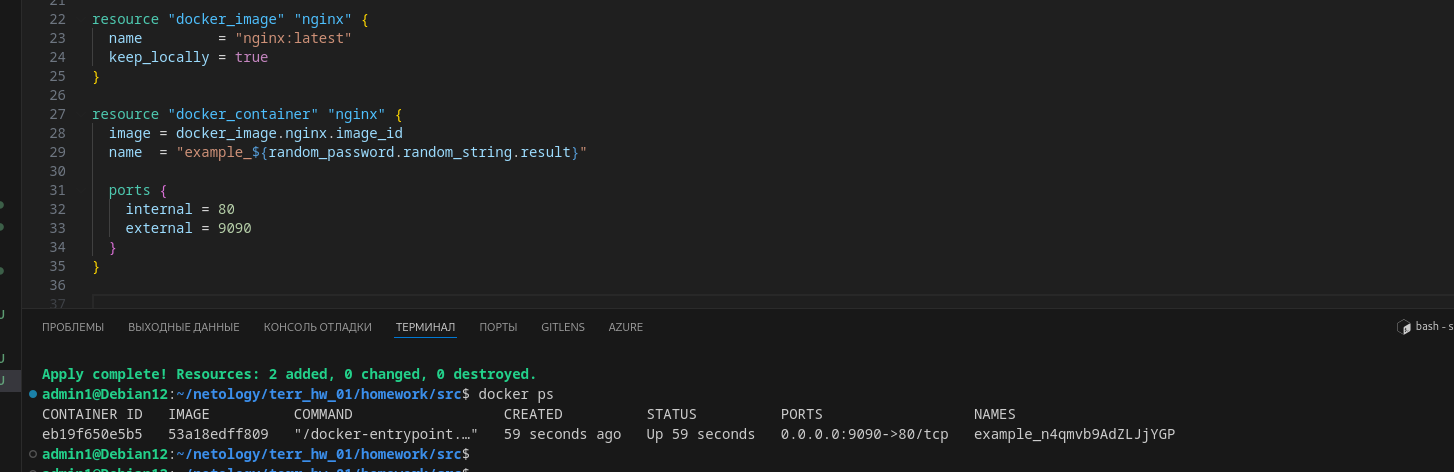 21
22 resource "docker_image" "nginx" {
23   name         = "nginx:latest"
24   keep_locally = true
25 }
26
27 resource "docker_container" "nginx" {
28   image = docker_image.nginx.image_id
29   name  = "example_${random_password.random_string.result}"
30
31   ports {
32     internal = 80
33     external = 9090
34   }
35 }
36
37
ПРОБЛЕМЫ ВЫХОДНЫЕ ДАННЫЕ КОНСОЛЬ ОТЛАДКИ ТЕРМИНАЛ ПОРТЫ GITLENS AZURE bash - s
Apply complete! Resources: 2 added, 0 changed, 0 destroyed.
admin1@Debian12:~/netology/terr_hw_01/homework/src$ docker ps
CONTAINER ID   IMAGE          COMMAND                  CREATED          STATUS          PORTS                  NAMES
eb19f650e5b5   53a18edff809   "/docker-entrypoint.…"   59 seconds ago   Up 59 seconds   0.0.0.0:9090->80/tcp   example_n4qmvb9AdZLJjYGP
U admin1@Debian12:~/netology/terr_hw_01/homework/src$